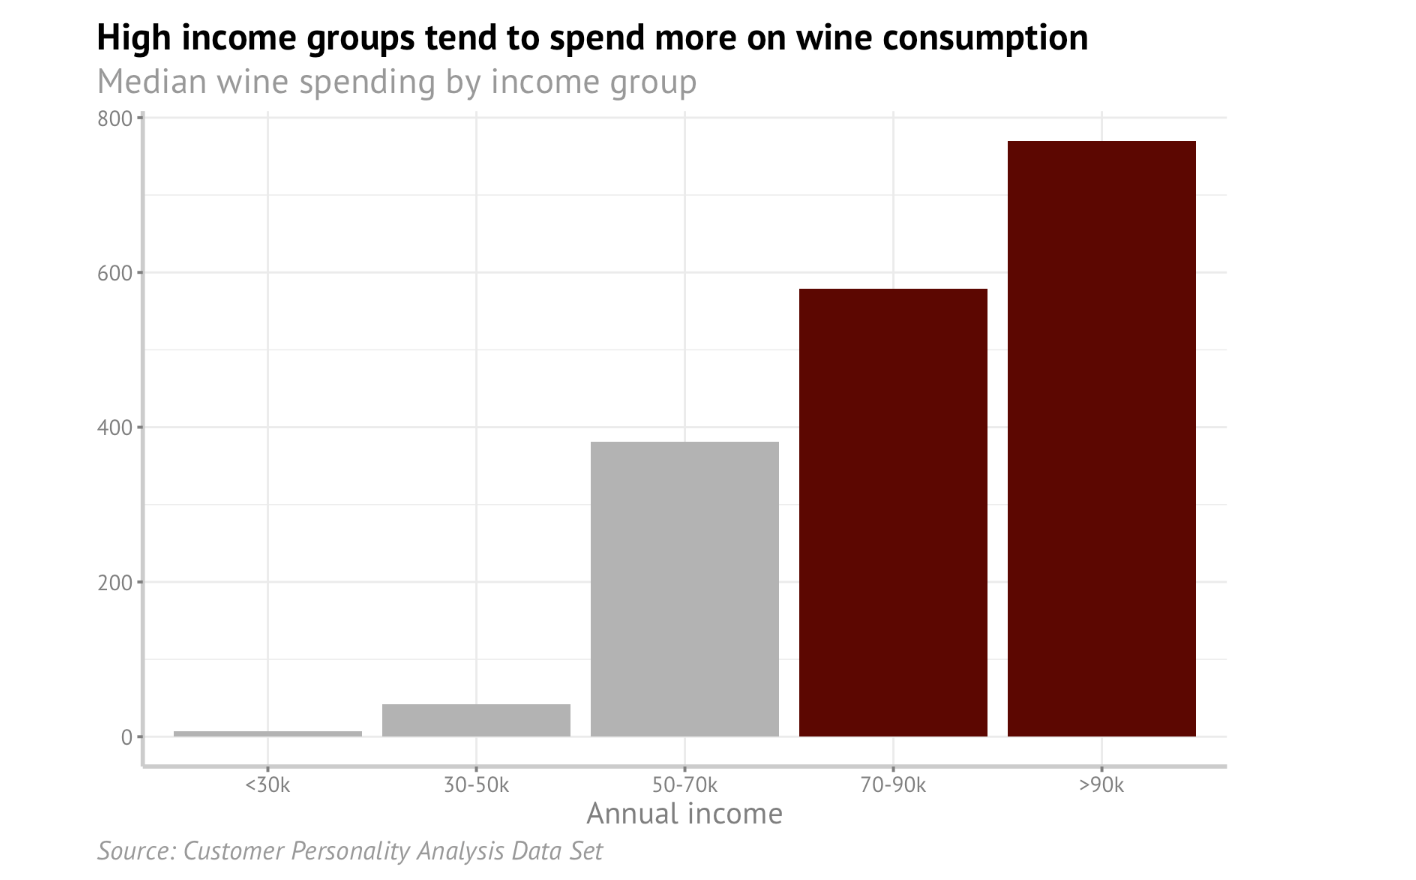 High income groups tend to spend more on wine consumption
Median wine spending by income group
800
600
400
200
0
<30k 30-50k 50-70k 70-90k >90k
Annual income
Source: Customer Personality Analysis Data Set